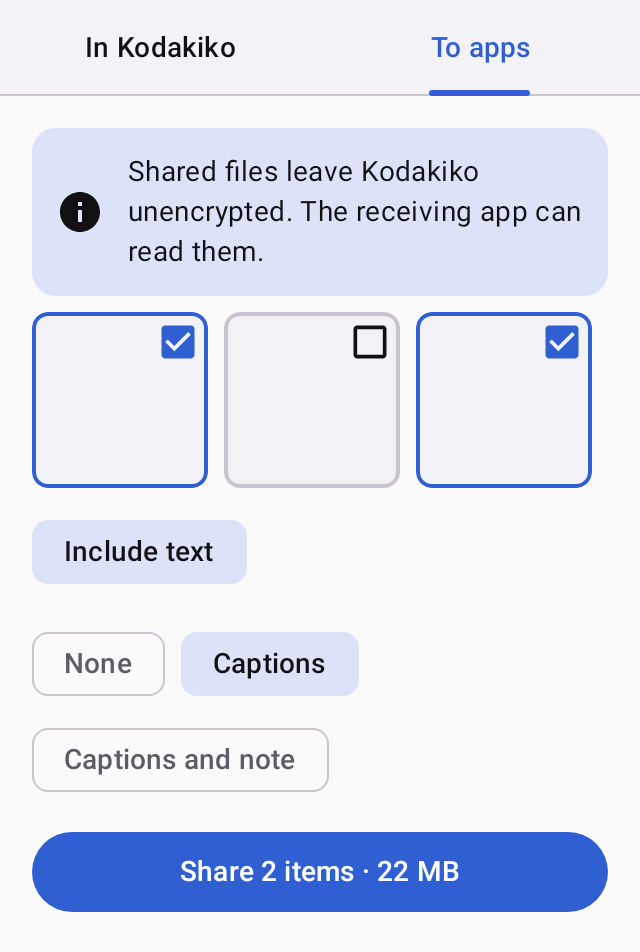 In Kodakiko
To apps
Shared files leave Kodakiko
unencrypted. The receiving app can
read them.
Include text
None
Captions
Captions and note
Share 2 items · 22 MB